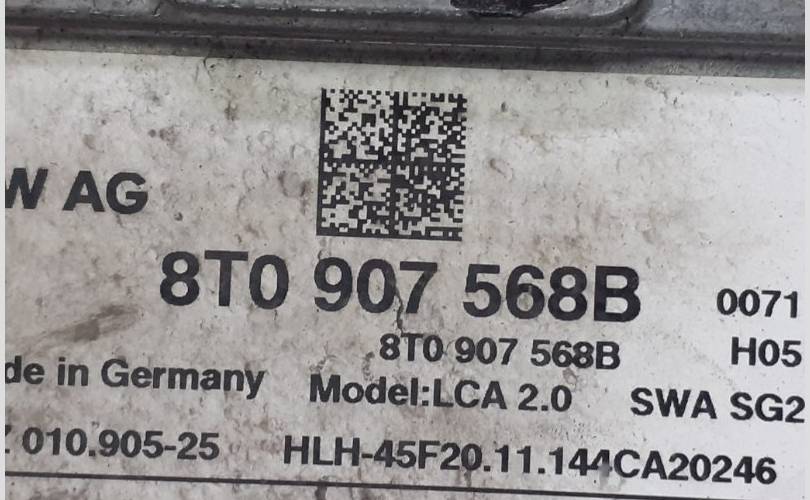 W AG
8T0 907 568B 0071
8T0 907 568B H05
de in Germany Model:LCA 2.0 SWA SG2
010.905-25 HLH-45F20.11.144CA20246